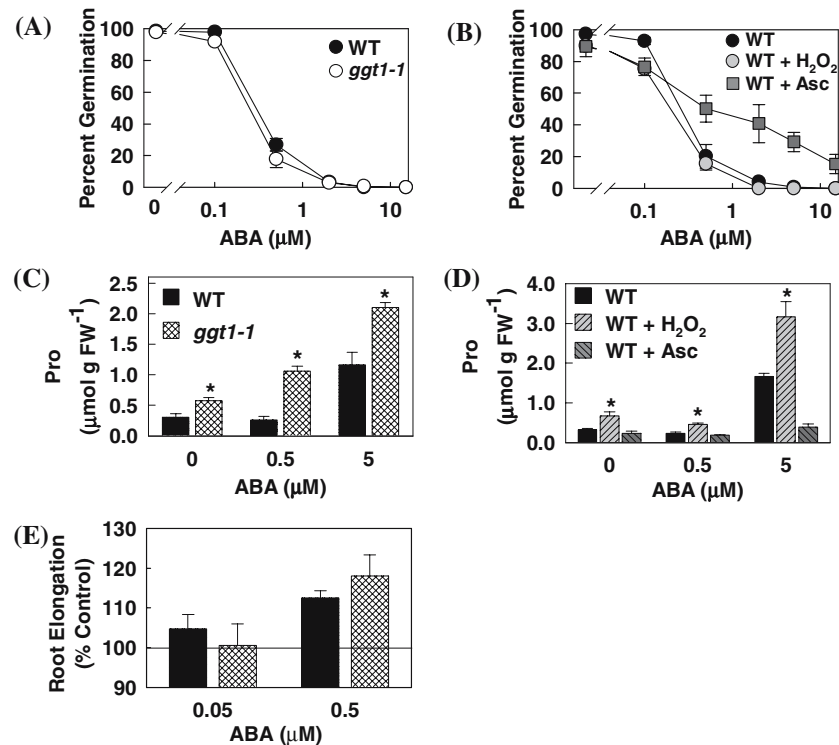 (A)
Percent Germination
100
80
60
40
20
0
WT
ggt1-1
0
0.1
1
10
ABA (μM)
(B)
Percent Germination
100
80
60
40
20
0
WT
WT + H₂O₂
WT + Asc
0.1
1
10
ABA (μM)
(C)
Pro
(μmol g FW⁻¹)
2.5
2.0
1.5
1.0
0.5
0.0
WT
ggt1-1
*
*
*
0
0.5
5
ABA (μM)
(D)
Pro
(μmol g FW⁻¹)
4.0
3.0
2.0
1.0
0.0
WT
WT + H₂O₂
WT + Asc
*
*
*
0
0.5
5
ABA (μM)
(E)
Root Elongation
(% Control)
130
120
110
100
90
0.05
0.5
ABA (μM)